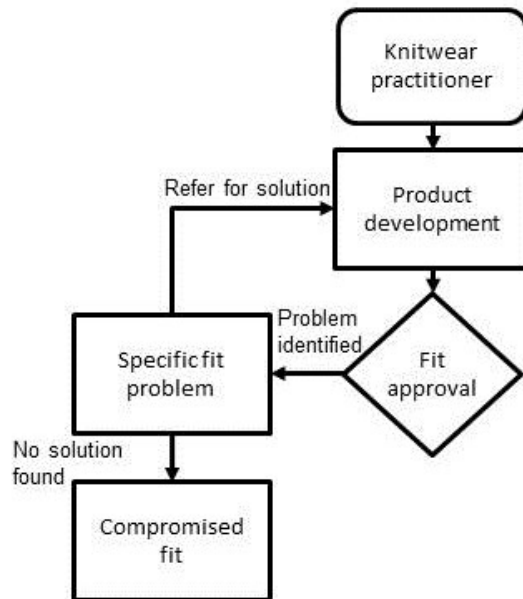 Knitwear
practitioner
Refer for solution
Product
development
Problem
identified
Specific fit
problem
Fit
approval
No solution
found
Compromised
fit